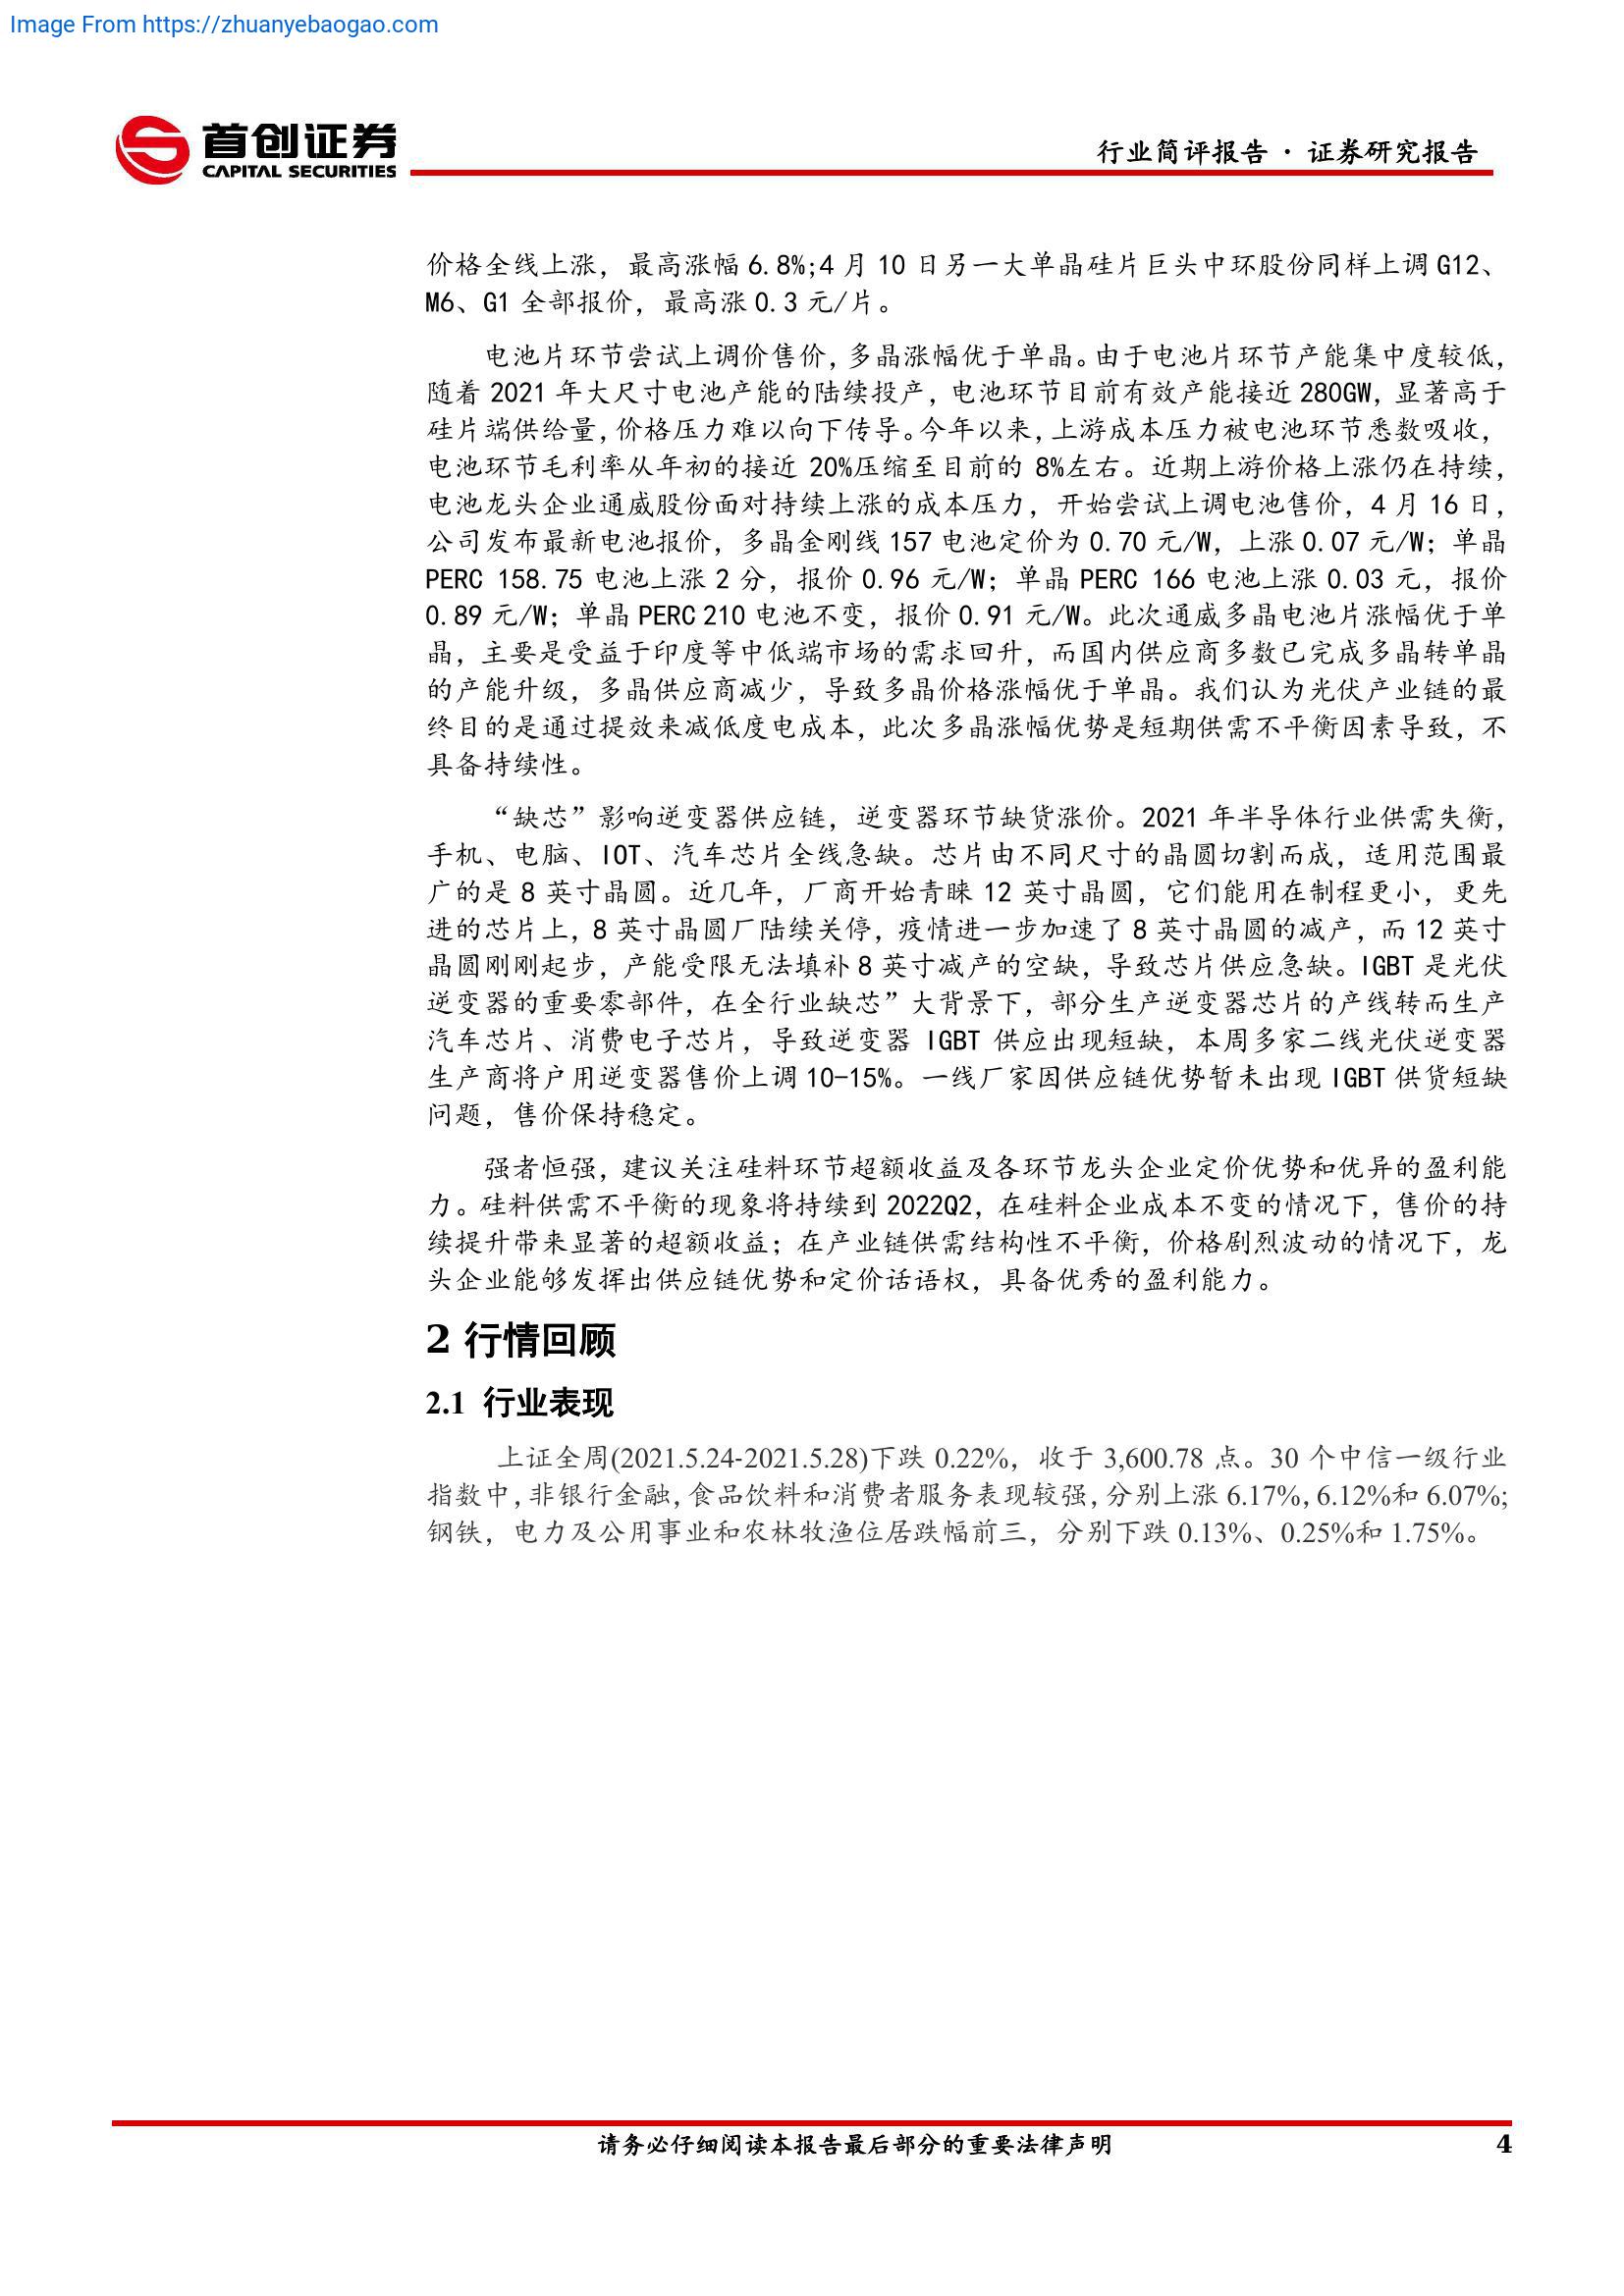 Image From https://zhuanyebaogao.com
首创证券
CAPITAL SECURITIES
行业简评报告 · 证券研究报告
价格全线上涨，最高涨幅 6.8%;4 月 10 日另一大单晶硅片巨头中环股份同样上调 G12、
M6、G1 全部报价，最高涨 0.3 元/片。
电池片环节尝试上调价售价，多晶涨幅优于单晶。由于电池片环节产能集中度较低，
随着 2021 年大尺寸电池产能的陆续投产，电池环节目前有效产能接近 280GW，显著高于
硅片端供给量，价格压力难以向下传导。今年以来，上游成本压力被电池环节悉数吸收，
电池环节毛利率从年初的接近 20%压缩至目前的 8%左右。近期上游价格上涨仍在持续，
电池龙头企业通威股份面对持续上涨的成本压力，开始尝试上调电池售价，4 月 16 日，
公司发布最新电池报价，多晶金刚线 157 电池定价为 0.70 元/W，上涨 0.07 元/W；单晶
PERC 158.75 电池上涨 2 分，报价 0.96 元/W；单晶 PERC 166 电池上涨 0.03 元，报价
0.89 元/W；单晶 PERC 210 电池不变，报价 0.91 元/W。此次通威多晶电池片涨幅优于单
晶，主要是受益于印度等中低端市场的需求回升，而国内供应商多数已完成多晶转单晶
的产能升级，多晶供应商减少，导致多晶价格涨幅优于单晶。我们认为光伏产业链的最
终目的是通过提效来减低度电成本，此次多晶涨幅优势是短期供需不平衡因素导致，不
具备持续性。
“缺芯”影响逆变器供应链，逆变器环节缺货涨价。2021 年半导体行业供需失衡，
手机、电脑、IOT、汽车芯片全线急缺。芯片由不同尺寸的晶圆切割而成，适用范围最
广的是 8 英寸晶圆。近几年，厂商开始青睐 12 英寸晶圆，它们能用在制程更小，更先
进的芯片上，8 英寸晶圆厂陆续关停，疫情进一步加速了 8 英寸晶圆的减产，而 12 英寸
晶圆刚刚起步，产能受限无法填补 8 英寸减产的空缺，导致芯片供应急缺。IGBT 是光伏
逆变器的重要零部件，在全行业缺芯”大背景下，部分生产逆变器芯片的产线转而生产
汽车芯片、消费电子芯片，导致逆变器 IGBT 供应出现短缺，本周多家二线光伏逆变器
生产商将户用逆变器售价上调 10-15%。一线厂家因供应链优势暂未出现 IGBT 供货短缺
问题，售价保持稳定。
强者恒强，建议关注硅料环节超额收益及各环节龙头企业定价优势和优异的盈利能
力。硅料供需不平衡的现象将持续到 2022Q2，在硅料企业成本不变的情况下，售价的持
续提升带来显著的超额收益；在产业链供需结构性不平衡，价格剧烈波动的情况下，龙
头企业能够发挥出供应链优势和定价话语权，具备优秀的盈利能力。
2 行情回顾
2.1 行业表现
上证全周(2021.5.24-2021.5.28)下跌 0.22%，收于 3,600.78 点。30 个中信一级行业
指数中，非银行金融，食品饮料和消费者服务表现较强，分别上涨 6.17%，6.12%和 6.07%;
钢铁，电力及公用事业和农林牧渔位居跌幅前三，分别下跌 0.13%、0.25%和 1.75%。
请务必仔细阅读本报告最后部分的重要法律声明
4